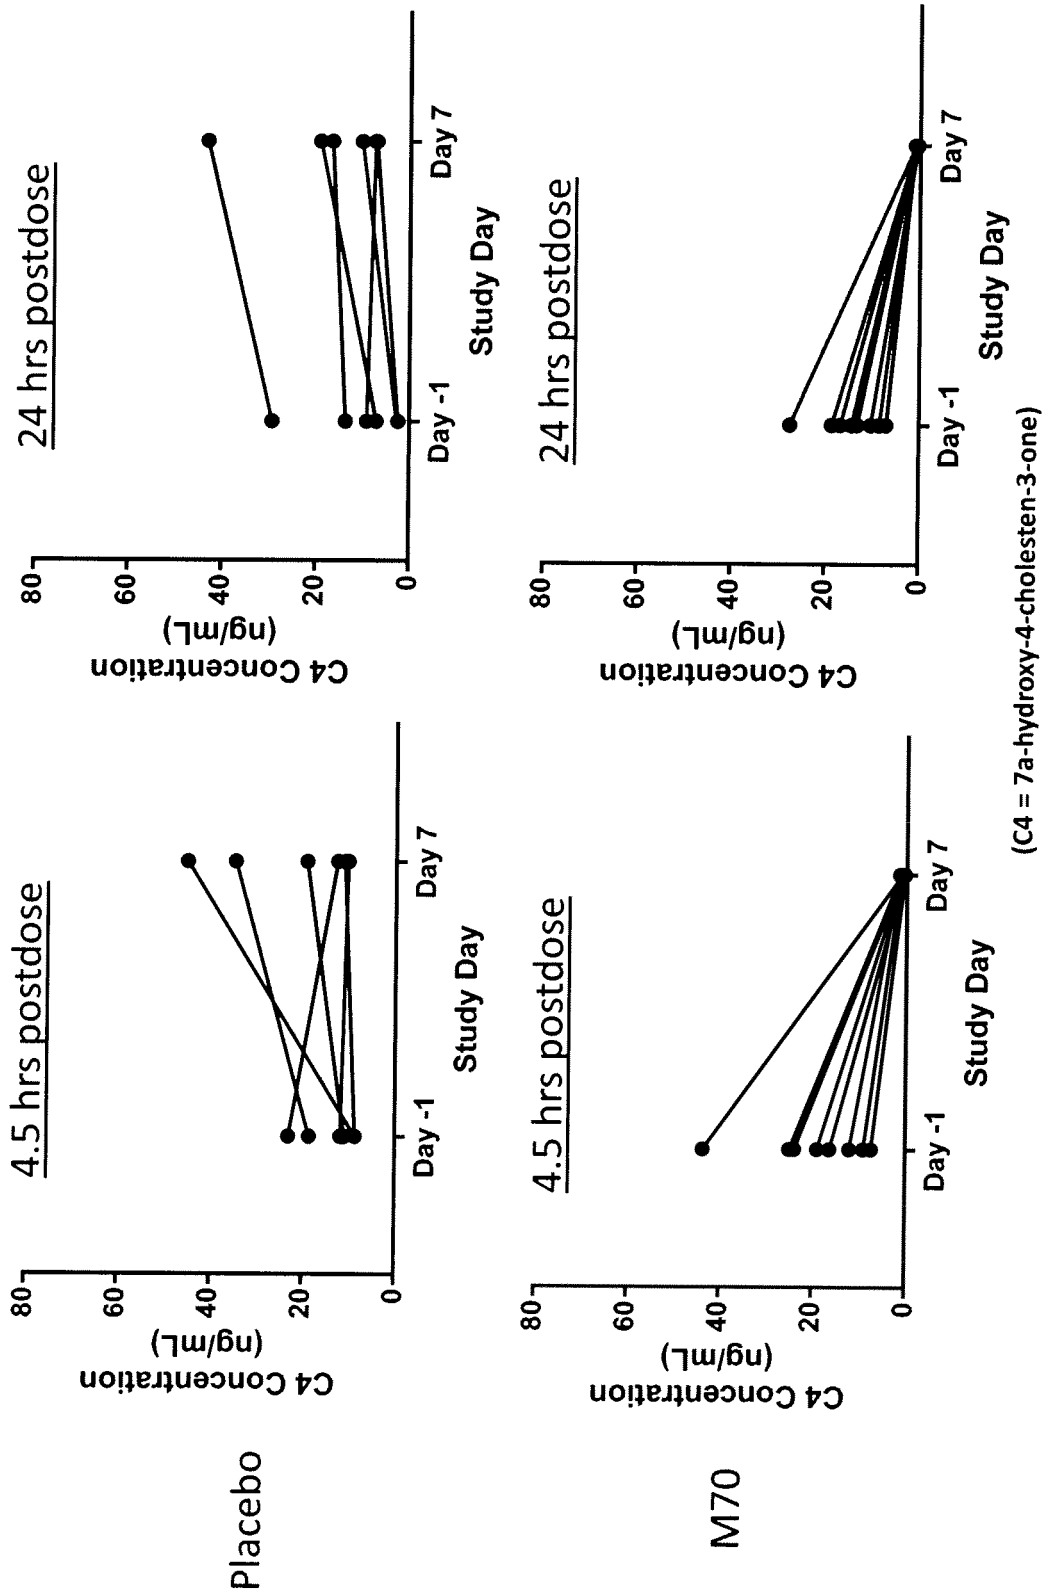 Placebo
4.5 hrs postdose
C4 Concentration
(ng/mL)
80
60
40
20
0
Day -1
Day 7
Study Day
24 hrs postdose
C4 Concentration
(ng/mL)
80
60
40
20
0
Day -1
Day 7
Study Day
M70
4.5 hrs postdose
C4 Concentration
(ng/mL)
80
60
40
20
0
Day -1
Day 7
Study Day
24 hrs postdose
C4 Concentration
(ng/mL)
80
60
40
20
0
Day -1
Day 7
Study Day
(C4 = 7a-hydroxy-4-cholesten-3-one)